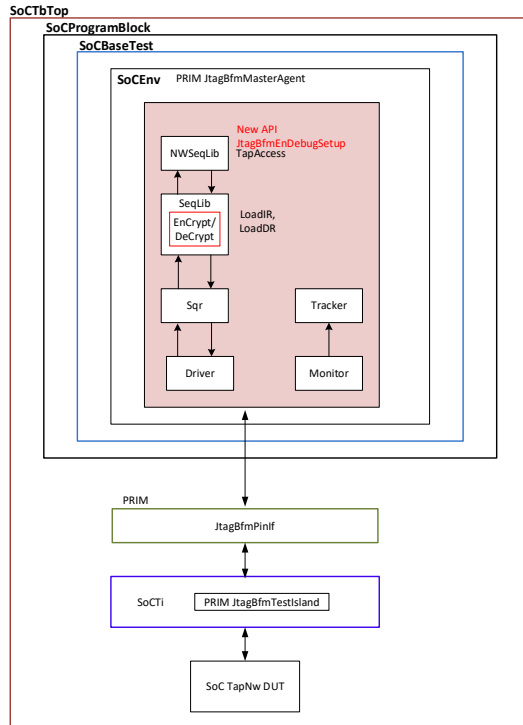 SoCTbTop
SoCProgramBlock
SoCBaseTest
SoCEnv PRIM JtagBfmMasterAgent
New API
JtagBfmEnDebugSetup
NWSeqLib TapAccess
SeqLib
EnCrypt/
DeCrypt
LoadIR,
LoadDR
Sqr
Tracker
Driver
Monitor
PRIM
JtagBfmPinIf
SoCTi
PRIM JtagBfmTestIsland
SoC TapNw DUT